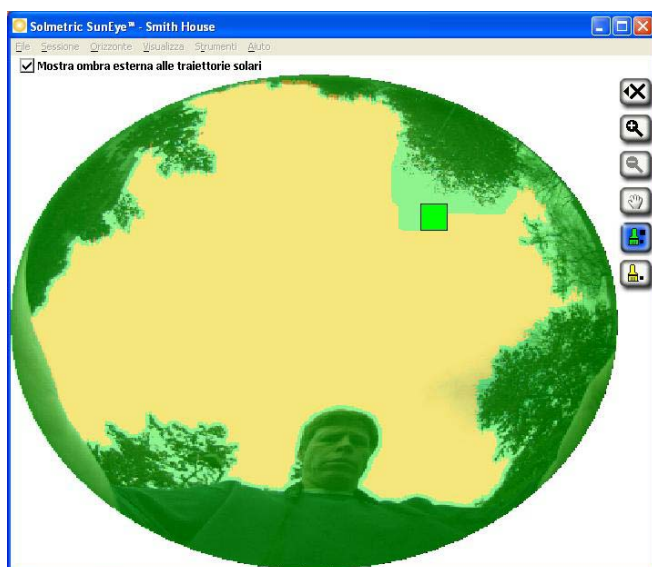 Solmetric SunEye™ - Smith House
File Sessione Orizzonte Visualizza Strumenti Aiuto
Mostra ombra esterna alle traiettorie solari